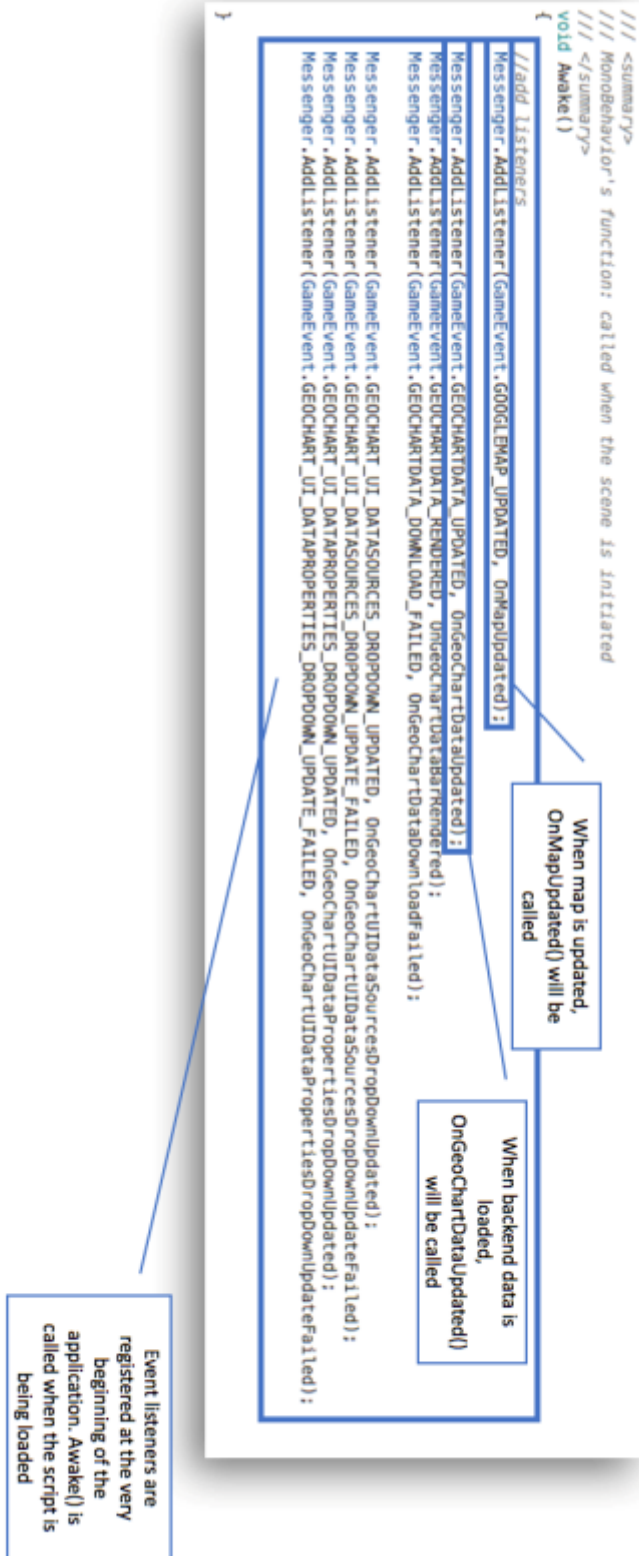 /// <summary>
/// MonoBehavior's function: called when the scene is initiated
/// </summary>
void Awake()
{
//add listeners
Messenger.AddListener(GameEvent.GOOGLEMAP_UPDATED, OnMapUpdated);
Messenger.AddListener(GameEvent.GEOCHARTDATA_UPDATED, OnGeoChartDataUpdated);
Messenger.AddListener(GameEvent.GEOCHARTDATA_RENDERED, OnGeoChartDataBarRendered);
Messenger.AddListener(GameEvent.GEOCHARTDATA_DOWNLOAD_FAILED, OnGeoChartDataDownloadFailed);
Messenger.AddListener(GameEvent.GEOCHART_UI_DATASOURCES_DROPDOWN_UPDATED, OnGeoChartUIDataSourcesDropDownUpdated);
Messenger.AddListener(GameEvent.GEOCHART_UI_DATASOURCES_DROPDOWN_UPDATE_FAILED, OnGeoChartUIDataSourcesDropDownUpdateFailed);
Messenger.AddListener(GameEvent.GEOCHART_UI_DATAPROPERTIES_DROPDOWN_UPDATED, OnGeoChartUIDataPropertiesDropDownUpdated);
Messenger.AddListener(GameEvent.GEOCHART_UI_DATAPROPERTIES_DROPDOWN_UPDATE_FAILED, OnGeoChartUIDataPropertiesDropDownUpdateFailed);
}
When map is updated,
OnMapUpdated() will be
called
When backend data is
loaded,
OnGeoChartDataUpdated()
will be called
Event listeners are
registered at the very
beginning of the
application. Awake() is
called when the script is
being loaded